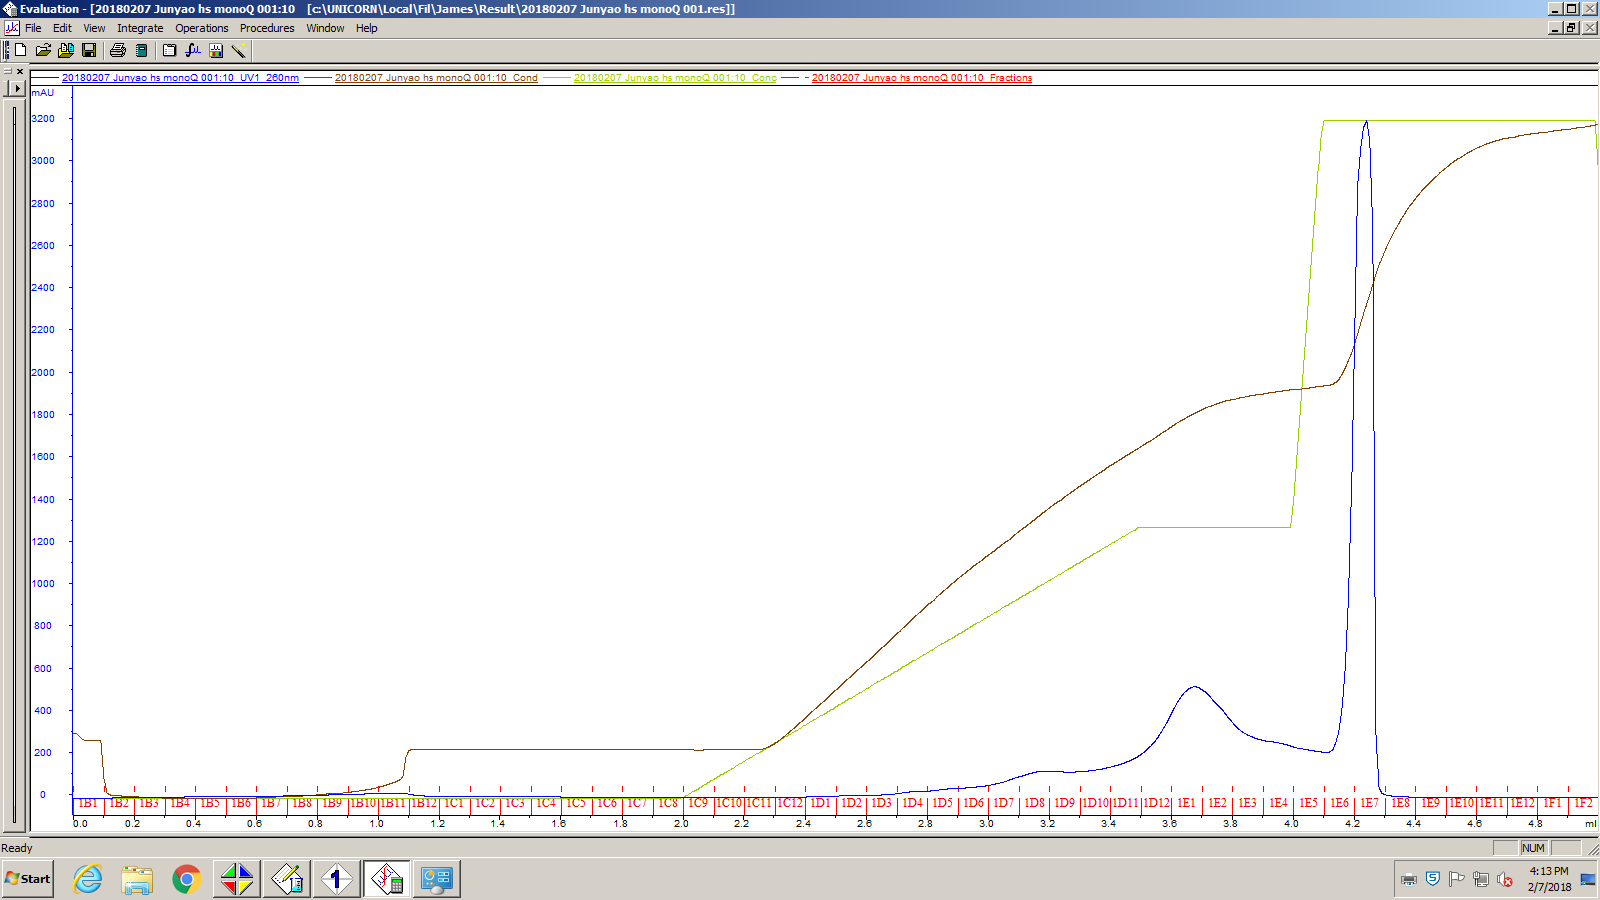 Evaluation - [20180207 Junyao hs monoQ 001:10 [c:\UNICORN\Local\Fil\James\Result\20180207 Junyao hs monoQ 001.res]]
File Edit View Integrate Operations Procedures Window Help
20180207 Junyao hs monoQ 001:10_UV1_260nm 20180207 Junyao hs monoQ 001:10_Cond 20180207 Junyao hs monoQ 001:10_Conc 20180207 Junyao hs monoQ 001:10_Fractions
mAU
3200
3000
2800
2600
2400
2200
2000
1800
1600
1400
1200
1000
800
600
400
200
0
1B1 1B2 1B3 1B4 1B5 1B6 1B7 1B8 1B9 1B10 1B11 1B12 1C1 1C2 1C3 1C4 1C5 1C6 1C7 1C8 1C9 1C10 1C11 1C12 1D1 1D2 1D3 1D4 1D5 1D6 1D7 1D8 1D9 1D10 1D11 1D12 1E1 1E2 1E3 1E4 1E5 1E6 1E7 1E8 1E9 1E10 1E11 1E12 1F1 1F2
0.0 0.2 0.4 0.6 0.8 1.0 1.2 1.4 1.6 1.8 2.0 2.2 2.4 2.6 2.8 3.0 3.2 3.4 3.6 3.8 4.0 4.2 4.4 4.6 4.8 ml
Ready NUM
Start 1 S 4:13 PM
2/7/2018